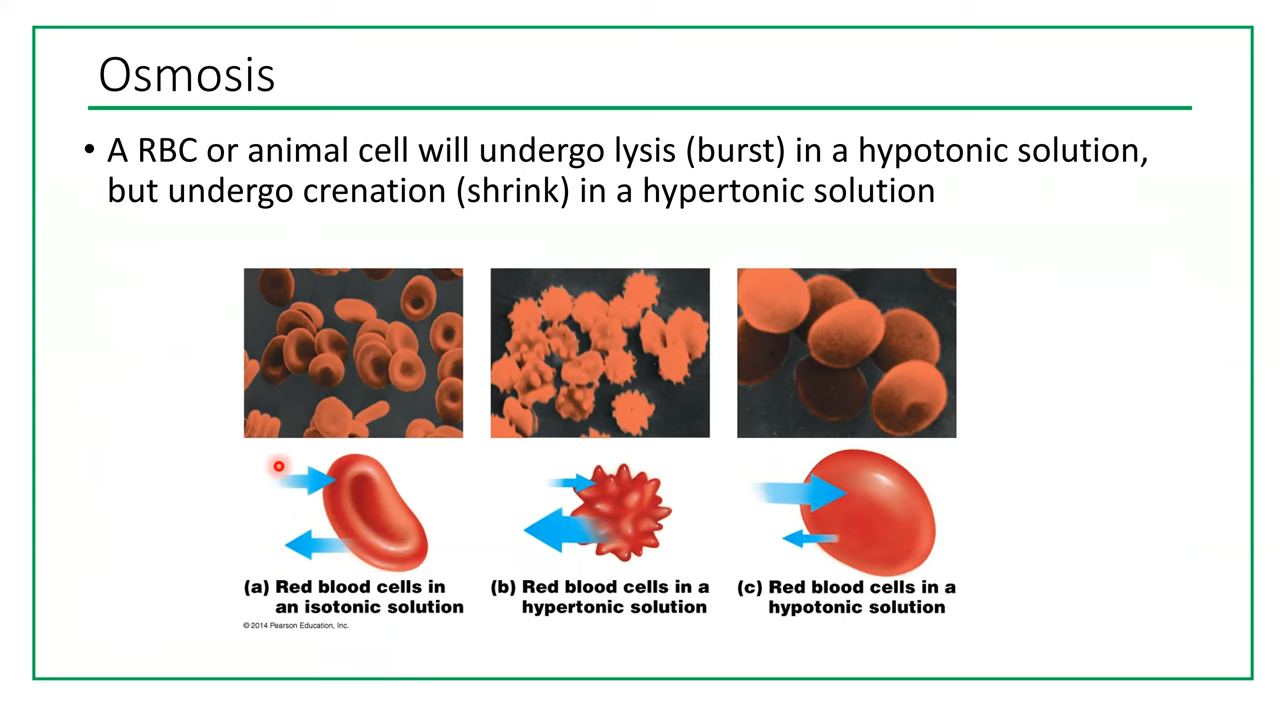 Osmosis
• A RBC or animal cell will undergo lysis (burst) in a hypotonic solution,
but undergo crenation (shrink) in a hypertonic solution
(a) Red blood cells in
an isotonic solution
(b) Red blood cells in a
hypertonic solution
(c) Red blood cells in a
hypotonic solution
© 2014 Pearson Education, Inc.